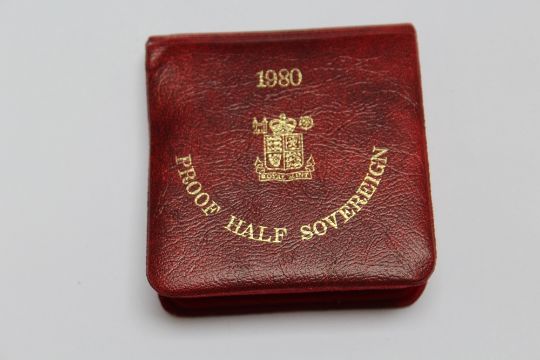 1980
ROYAL MINT
PROOF HALF SOVEREIGN